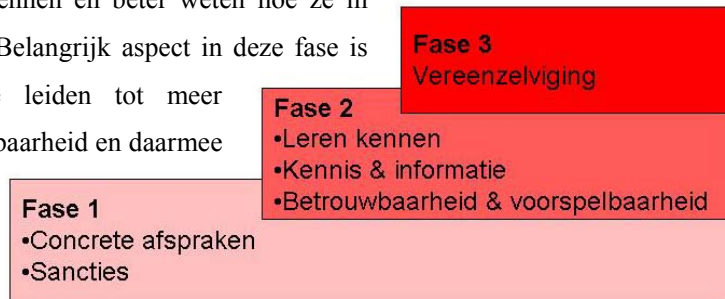 ennen en beter weten hoe ze in
Belangrijk aspect in deze fase is
leiden tot meer
baarheid en daarmee
Fase 3
Vereenzelviging
Fase 2
•Leren kennen
•Kennis & informatie
•Betrouwbaarheid & voorspelbaarheid
Fase 1
•Concrete afspraken
•Sancties